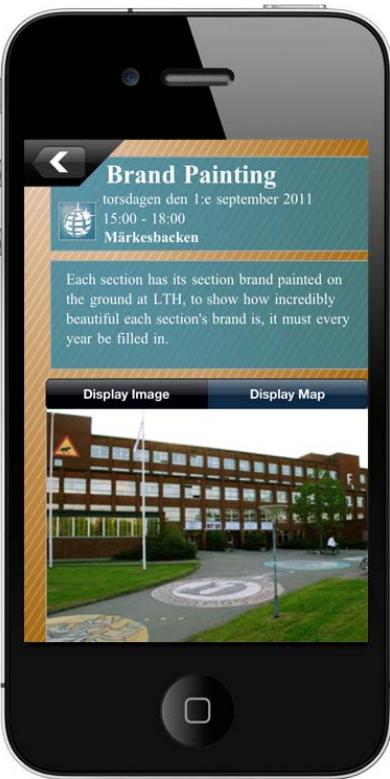 Brand Painting
torsdagen den 1:e september 2011
15:00 - 18:00
Märkesbacken
Each section has its section brand painted on
the ground at LTH, to show how incredibly
beautiful each section's brand is, it must every
year be filled in.
Display Image
Display Map